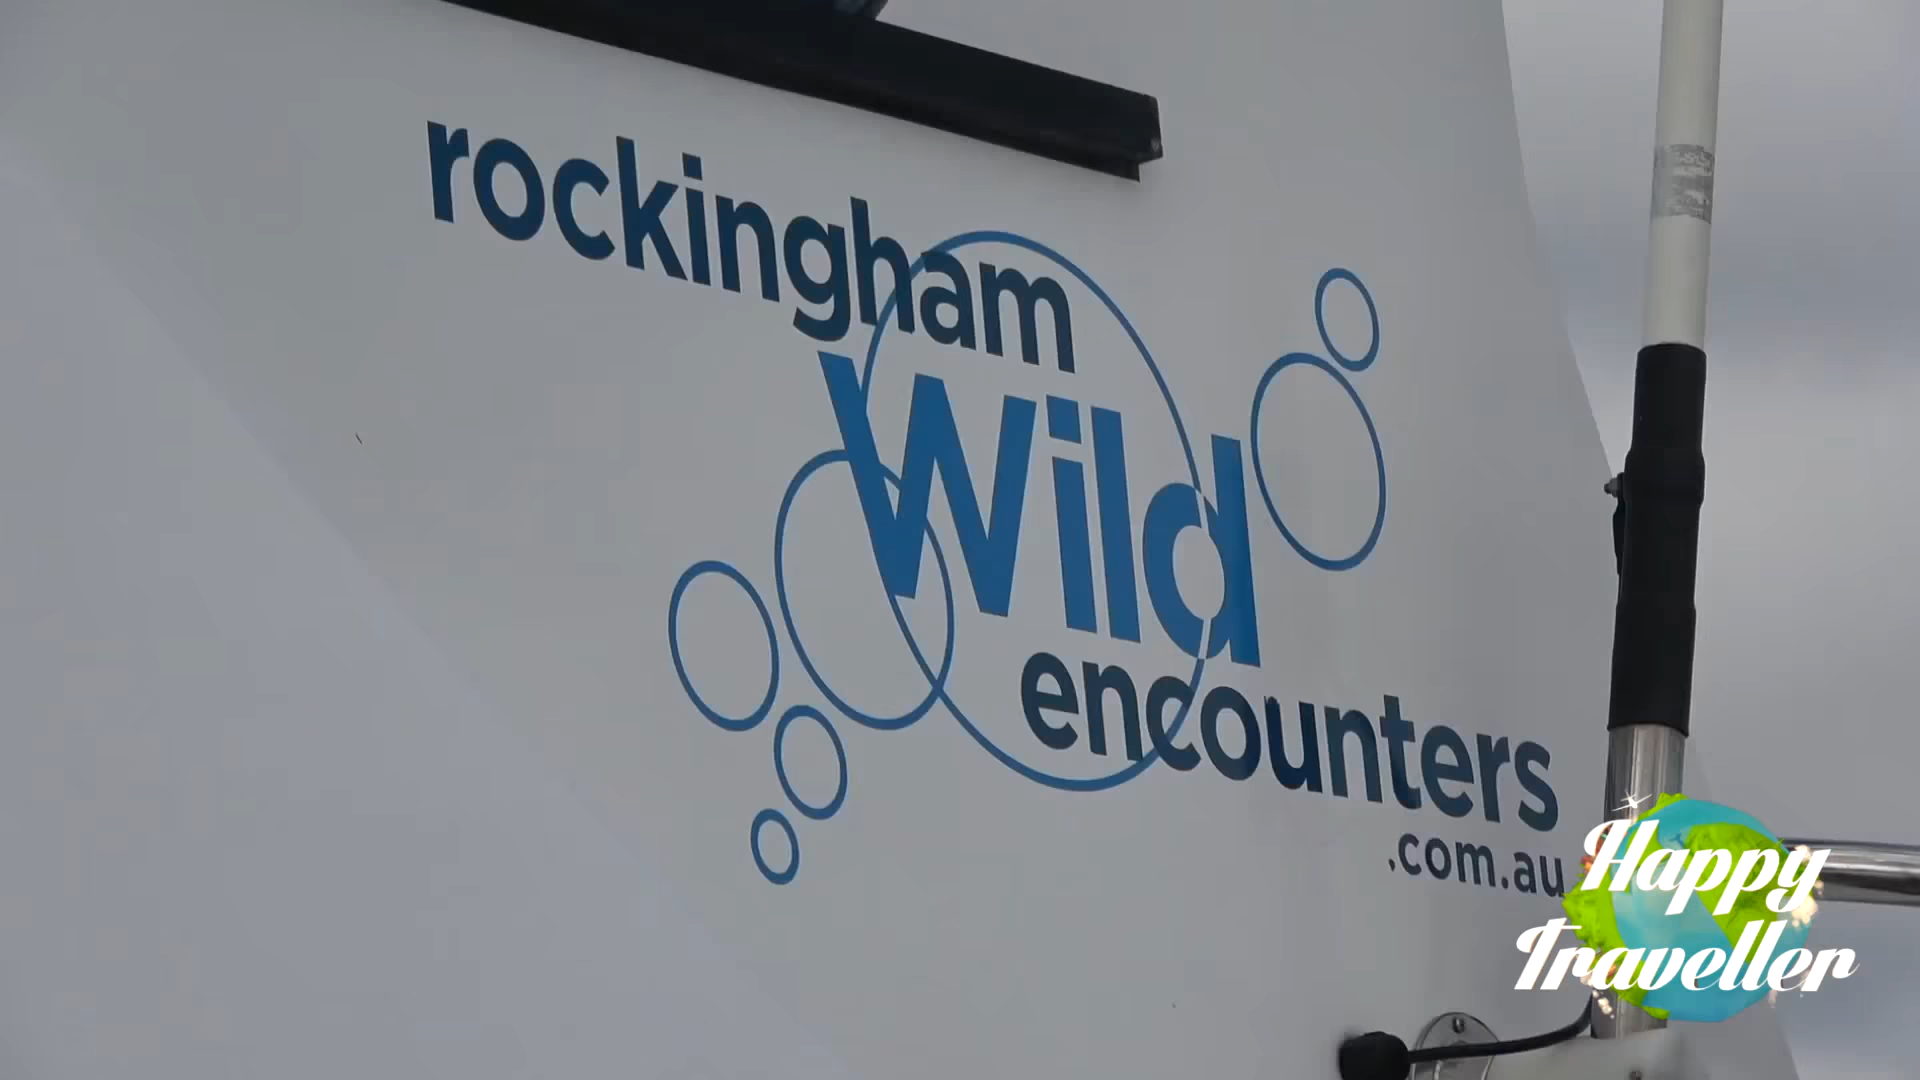 rockingham
Wild
encounters
.com.au
Happy
Traveller